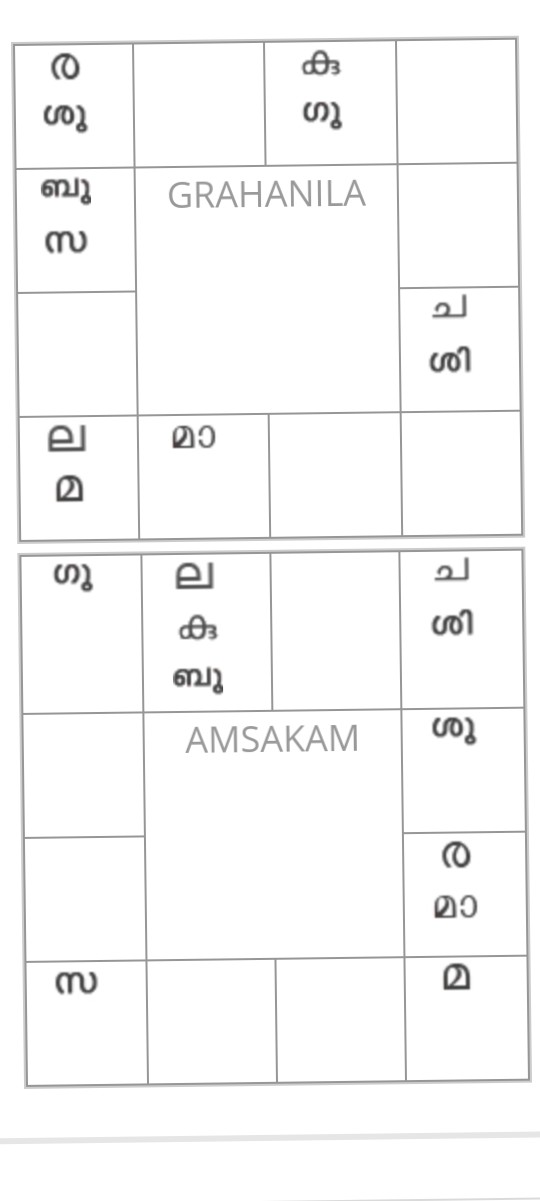 ര
ശു
കു
ഗു
ബു
സ
GRAHANILA
ച
ശി
ല
മ
മാ
ഗു
ല
കു
ബു
ച
ശി
AMSAKAM
ശു
ര
മാ
സ
മ